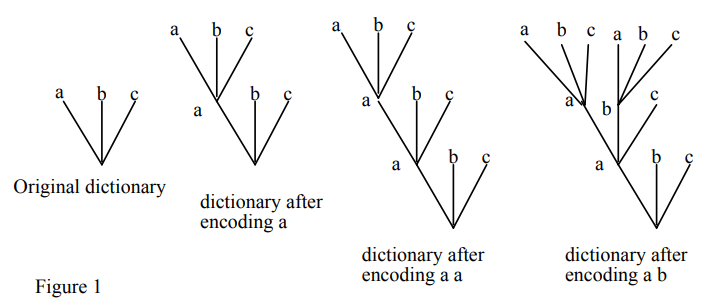 a b c
Original dictionary
a b c
a b c
dictionary after
encoding a
a b c
a b c
a b c
dictionary after
encoding a a
a b c a b c
a b c
a b c
dictionary after
encoding a b
Figure 1